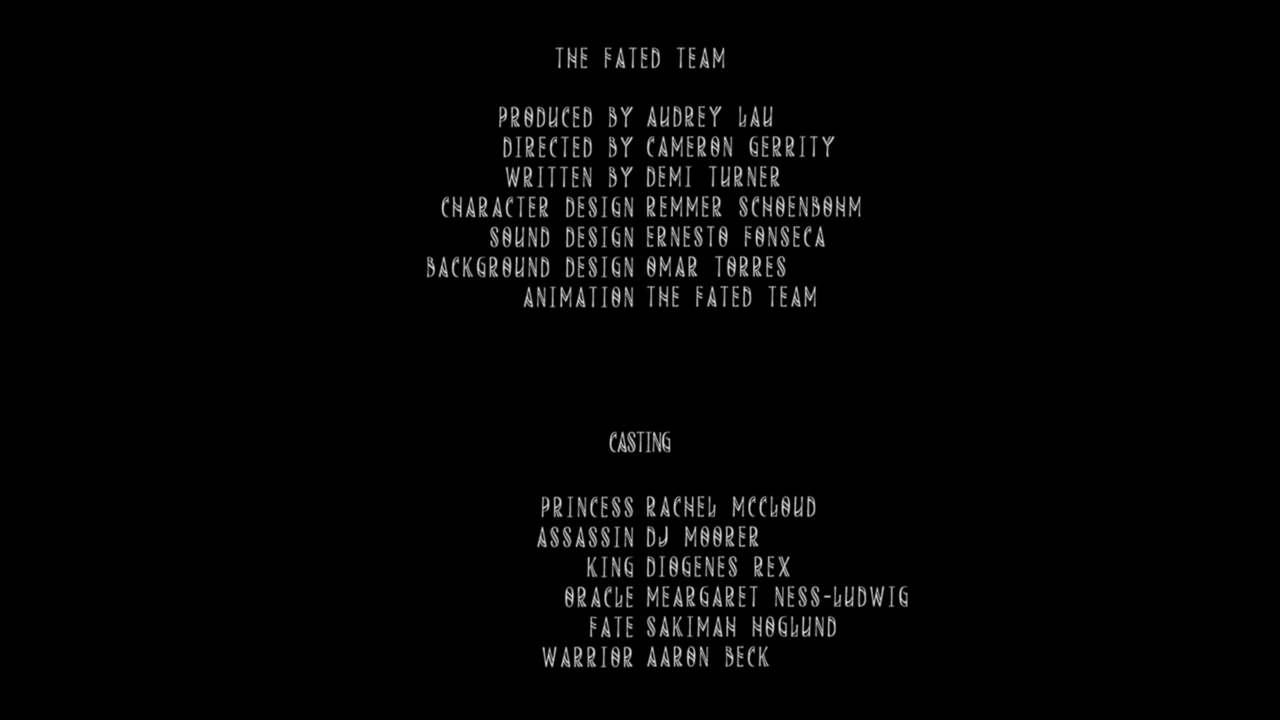 THE FATED TEAM
PRODUCED BY AUDREY LAU
DIRECTED BY CAMERON GERRITY
WRITTEN BY DEMI TURNER
CHARACTER DESIGN REMMER SCHOENBOHM
SOUND DESIGN ERNESTO FONSECA
BACKGROUND DESIGN OMAR TORRES
ANIMATION THE FATED TEAM
CASTING
PRINCESS RACHEL MCCLOUD
ASSASSIN DJ MOORER
KING DIOGENES REX
ORACLE MEARGARET NESS-LUDWIG
FATE SAKIMAH HOGLUND
WARRIOR AARON BECK